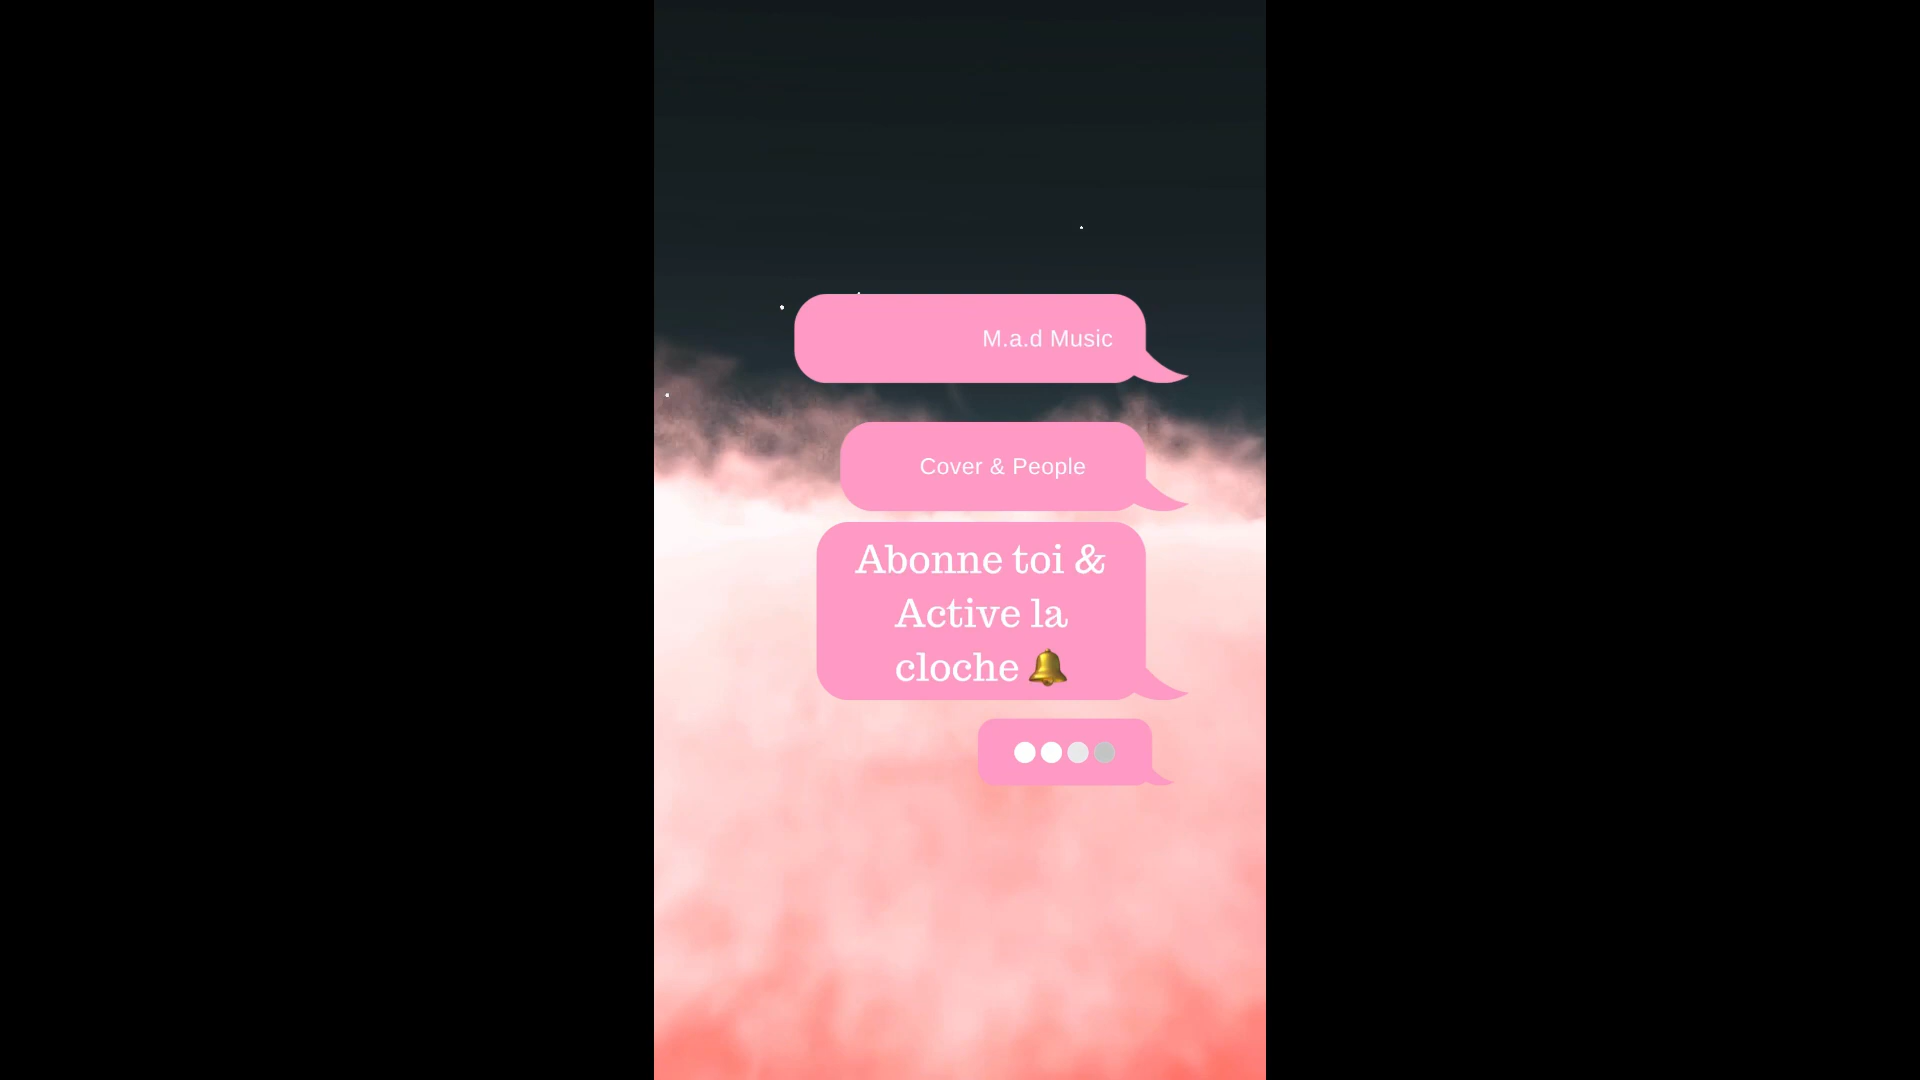 M.a.d Music
Cover & People
Abonne toi &
Active la
cloche 🔔